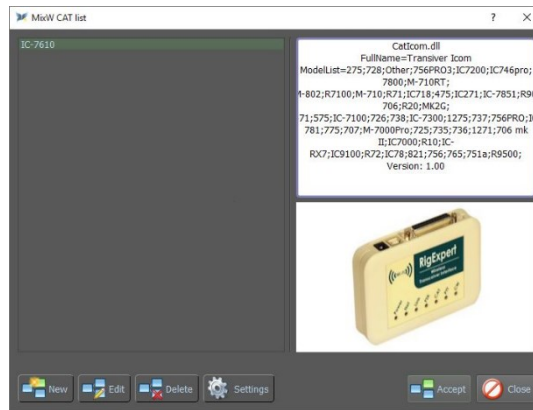 MixW CAT list
IC-7610
CatIcom.dll
FullName=Transiver Icom
ModelList=275;728;Other;756PRO3;IC7200;IC746pro;
7800;M-710RT;
M-802;R7100;M-710;R71;IC718;475;IC271;IC-7851;
706;R20;MK2G;
71;575;IC-7100;726;738;IC-7300;1275;737;756PRO;
781;775;707;M-7000Pro;725;735;736;1271;706 mk
II;IC7000;R10;IC-
RX7;IC9100;R72;IC78;821;756;765;751a;R9500;
Version: 1.00
RigExpert
New
Edit
Delete
Settings
Accept
Close